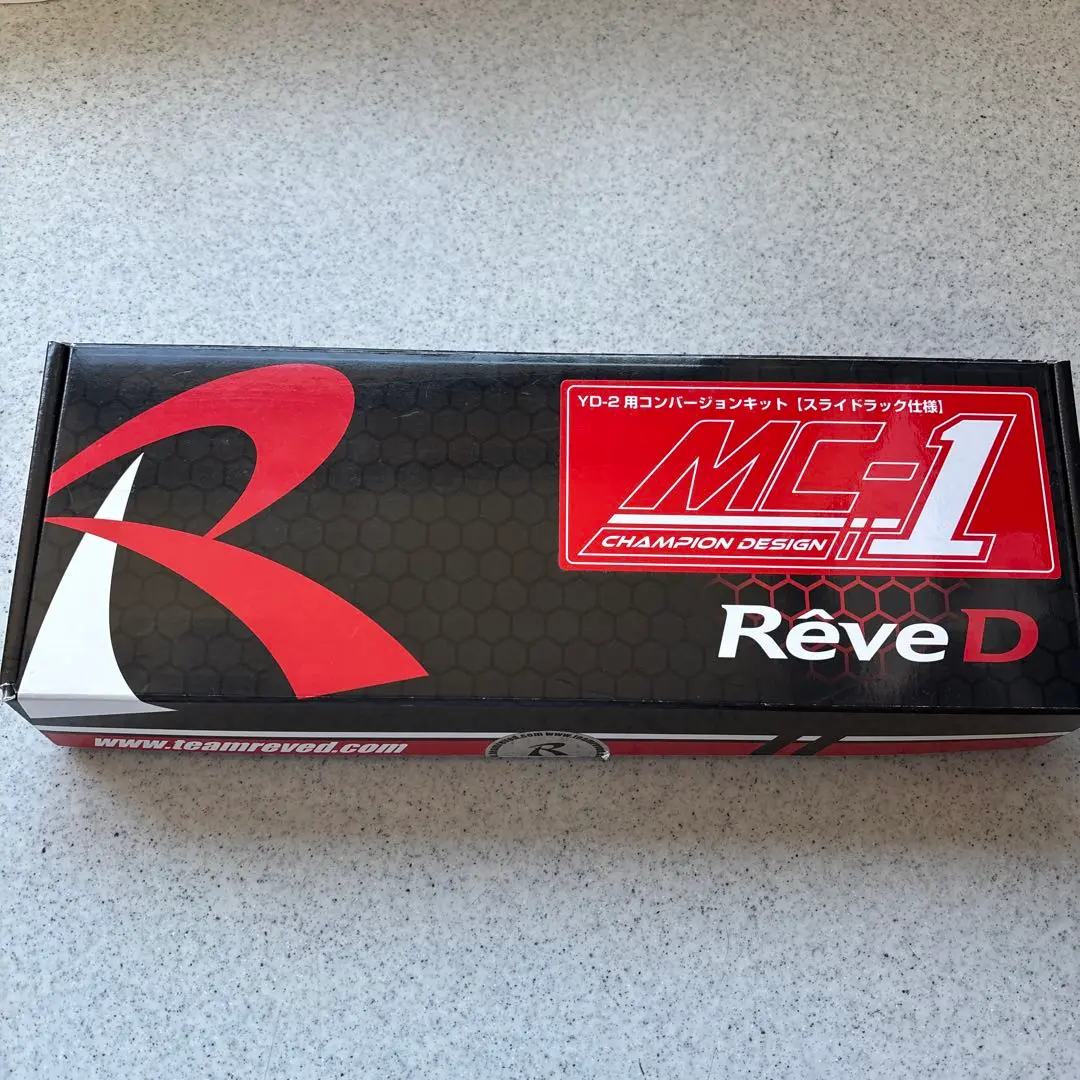 YD-2 用コンバージョンキット【スライドラック仕様】
MC-1
CHAMPION DESIGN
Rêve D
www.teamreved.com
R